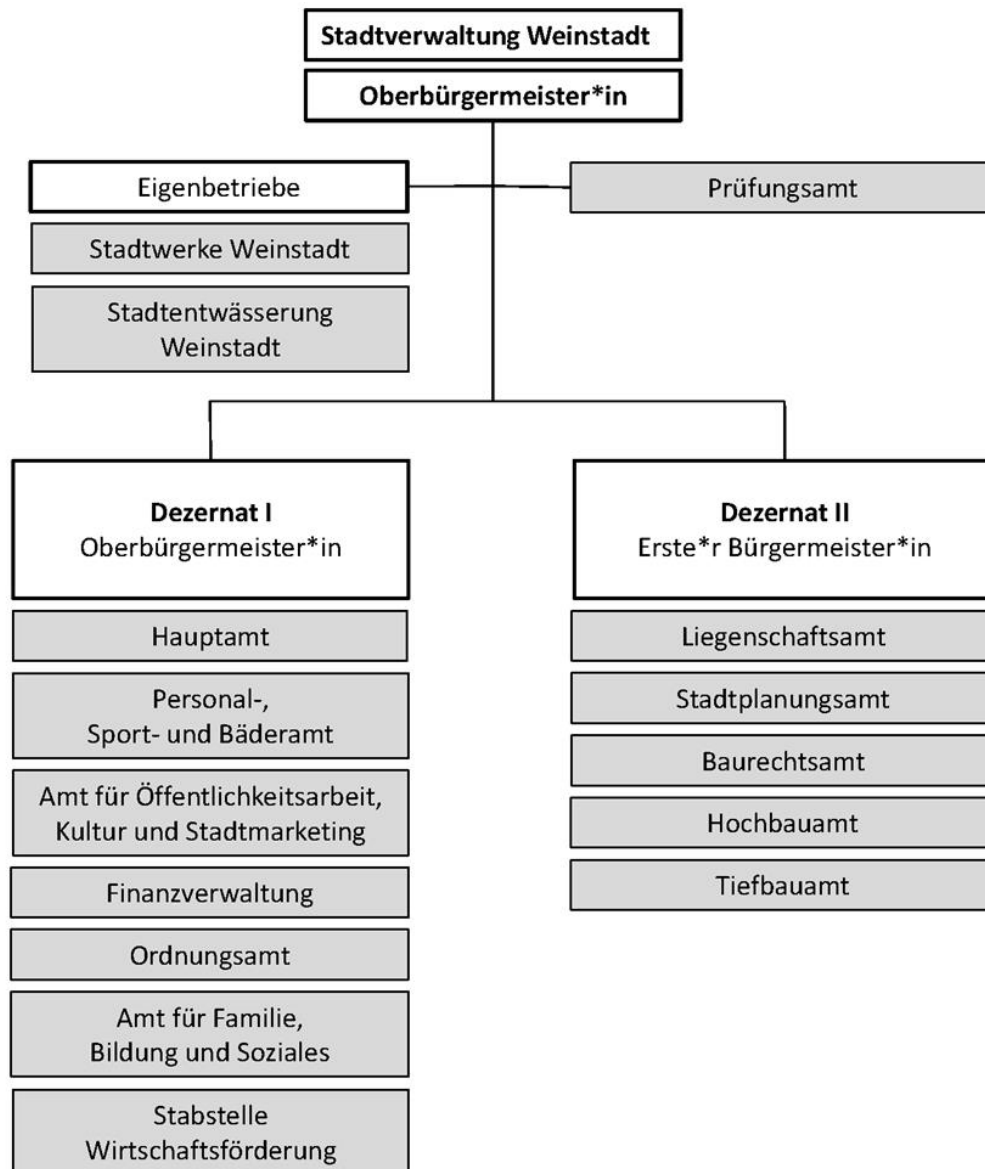 Stadtverwaltung Weinstadt
Oberbürgermeister*in
Eigenbetriebe
Prüfungsamt
Stadtwerke Weinstadt
Stadtentwässerung
Weinstadt
Dezernat I
Oberbürgermeister*in
Hauptamt
Personal-,
Sport- und Bäderamt
Amt für Öffentlichkeitsarbeit,
Kultur und Stadtmarketing
Finanzverwaltung
Ordnungsamt
Amt für Familie,
Bildung und Soziales
Stabstelle
Wirtschaftsförderung
Dezernat II
Erste*r Bürgermeister*in
Liegenschaftsamt
Stadtplanungsamt
Baurechtsamt
Hochbauamt
Tiefbauamt